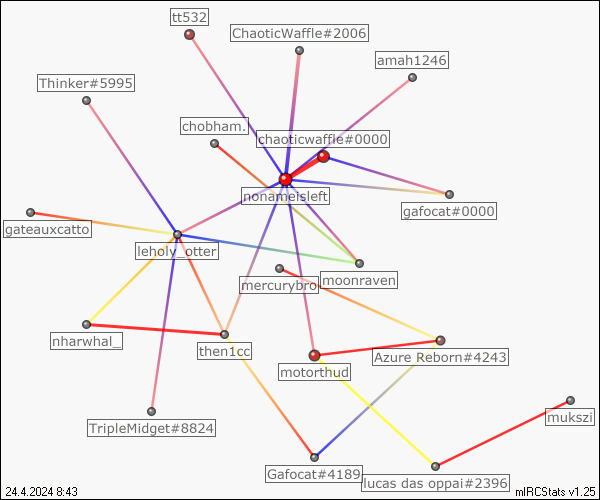 tt532
ChaoticWaffle#2006
amah1246
Thinker#5995
chobham.
chaoticwaffle#0000
nonameisleft
gafocat#0000
gateauxcatto
leholy_otter
moonraven
mercurybro
nharwhal_
then1cc
Azure Reborn#4243
motorthud
TripleMidget#8824
mukszi
Gafocat#4189
lucas das oppai#2396
24.4.2024 8:43
mIRCStats v1.25